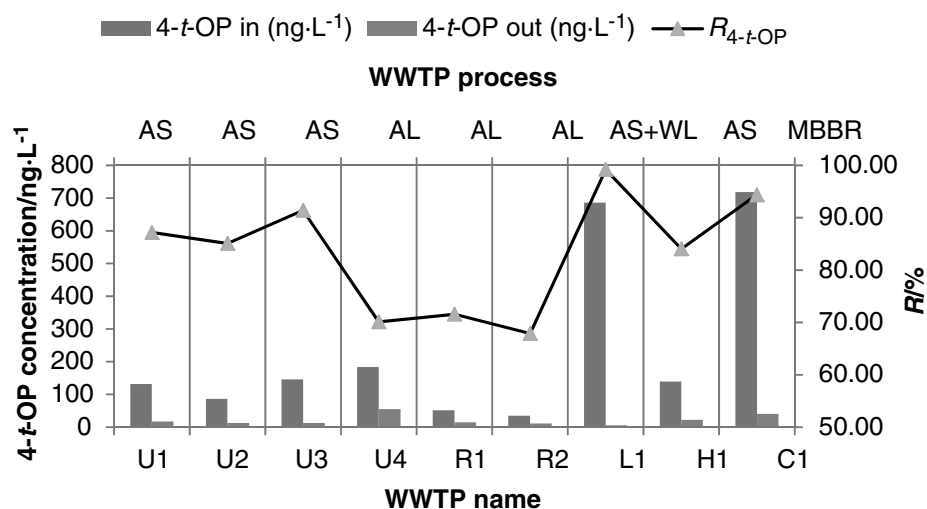 4-t-OP in (ng·L-1) 4-t-OP out (ng·L-1) R4-t-OP
WWTP process
AS AS AS AL AL AL AS+WL AS MBBR
4-t-OP concentration/ng·L-1
800
700
600
500
400
300
200
100
0
100.00
90.00
80.00
70.00
60.00
50.00
R/%
U1 U2 U3 U4 R1 R2 L1 H1 C1
WWTP name